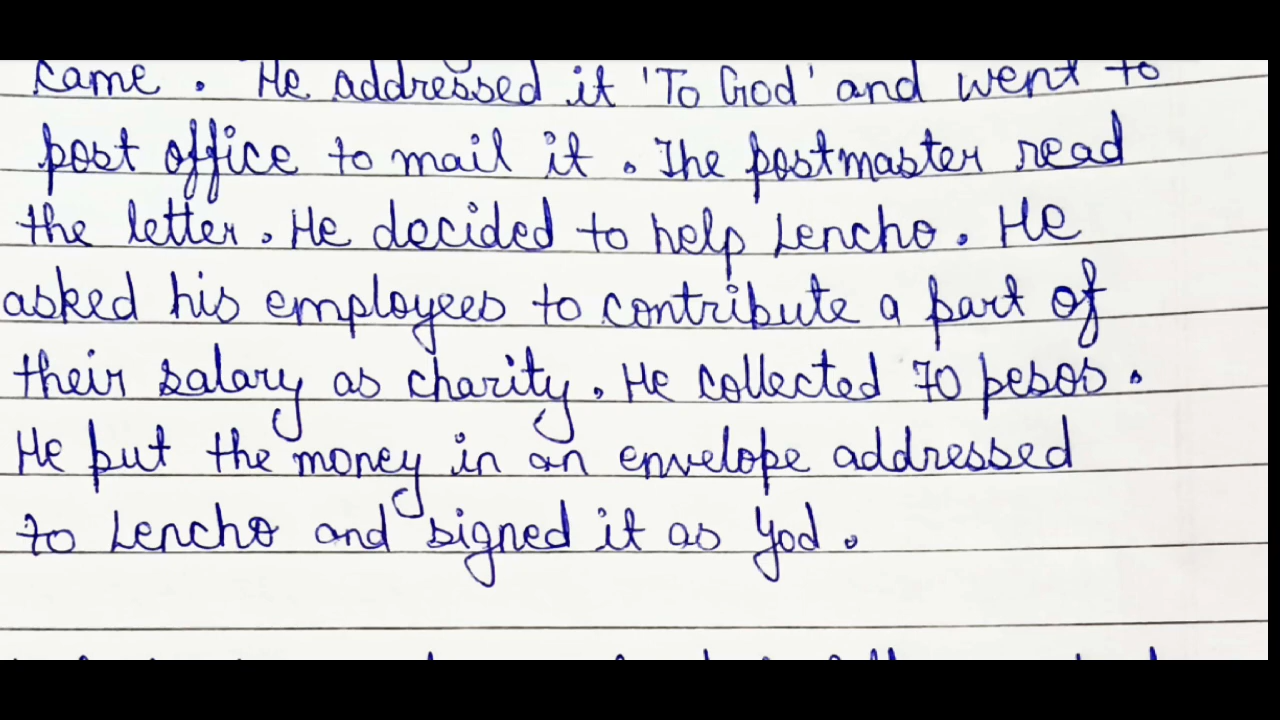 came. He addressed it 'To God' and went to
post office to mail it. The postmaster read
the letter. He decided to help Lencho. He
asked his employees to contribute a part of
their salary as charity. He collected 70 pesos.
He put the money in an envelope addressed
to Lencho and signed it as God.